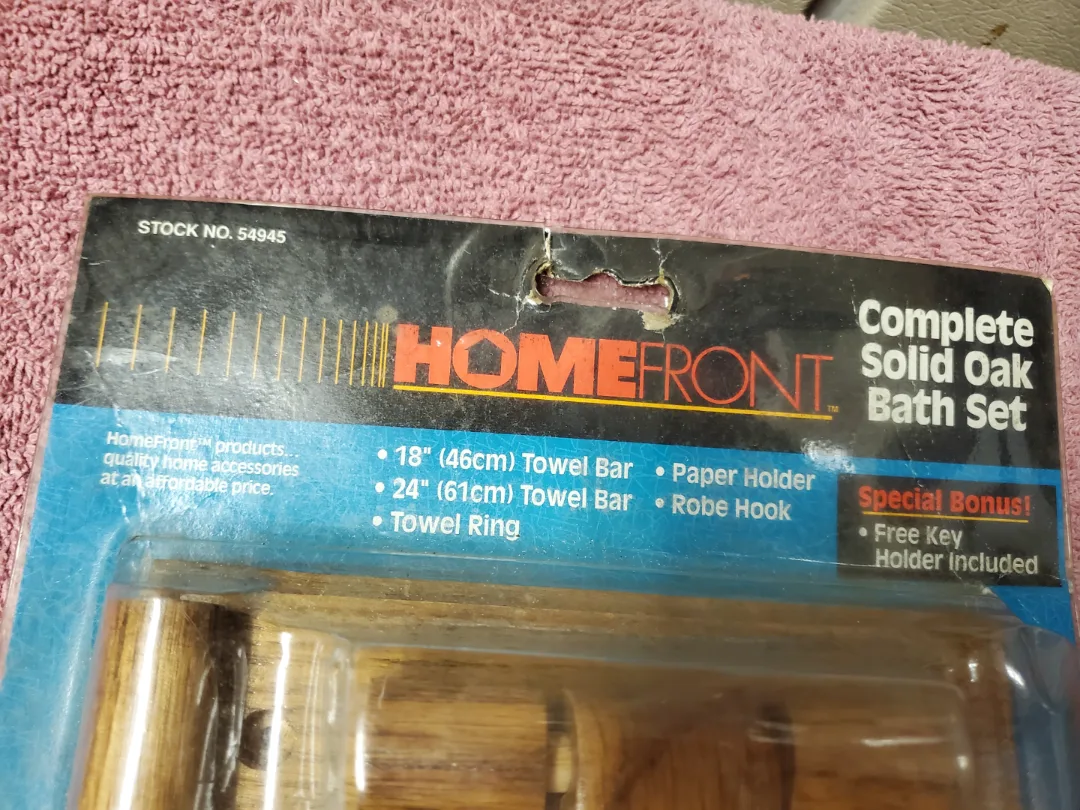 STOCK NO. 54945
HOMEFRONT™
Complete
Solid Oak
Bath Set
HomeFront™ products...
quality home accessories
at an affordable price.
• 18" (46cm) Towel Bar
• 24" (61cm) Towel Bar
• Towel Ring
• Paper Holder
• Robe Hook
Special Bonus!
• Free Key
Holder Included